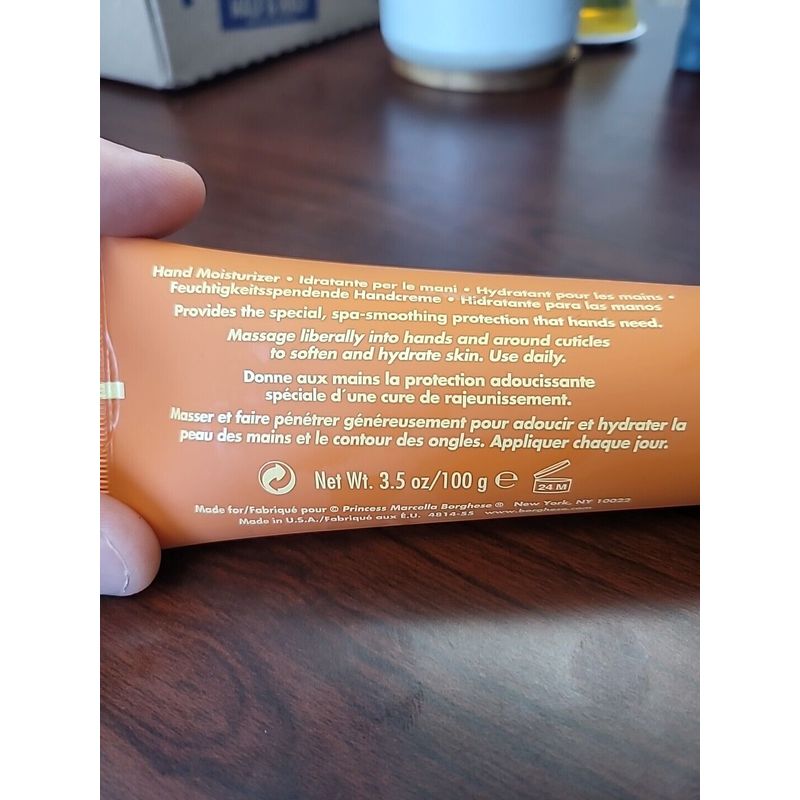 Hand Moisturizer • Idratante per le mani • Hydratant pour les mains •
Feuchtigkeitsspendende Handcreme • Hidratante para las manos
Provides the special, spa-smoothing protection that hands need.
Massage liberally into hands and around cuticles
to soften and hydrate skin. Use daily.
Donne aux mains la protection adoucissante
spéciale d'une cure de rajeunissement.
Masser et faire pénétrer généreusement pour adoucir et hydrater la
peau des mains et le contour des ongles. Appliquer chaque jour.
Net Wt. 3.5 oz/100 g ℮ 24 M
Made for/Fabriqué pour © Princess Marcella Borghese ® New York, NY 10022
Made in U.S.A./Fabriqué aux É.U. 4814-55 www.borghese.com